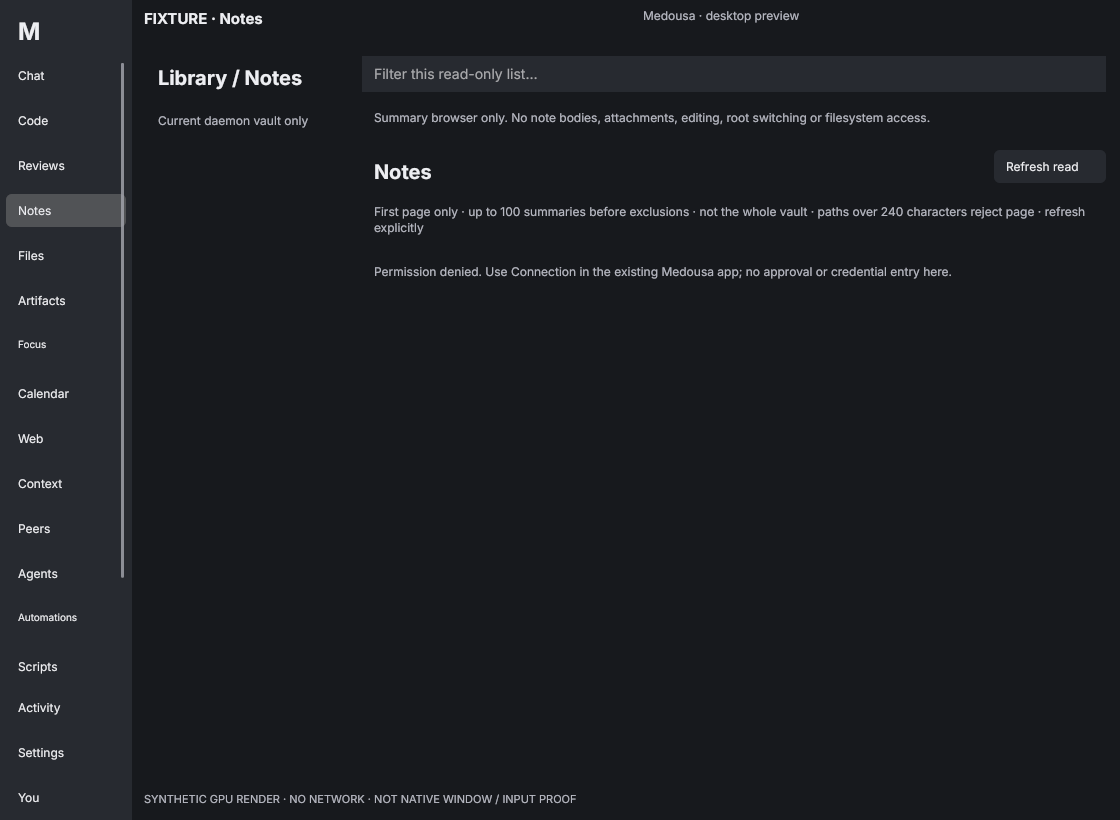 M
FIXTURE · Notes
Medousa · desktop preview
Chat
Code
Reviews
Notes
Files
Artifacts
Focus
Calendar
Web
Context
Peers
Agents
Automations
Scripts
Activity
Settings
You
Library / Notes
Current daemon vault only
Filter this read-only list...
Summary browser only. No note bodies, attachments, editing, root switching or filesystem access.
Notes
Refresh read
First page only · up to 100 summaries before exclusions · not the whole vault · paths over 240 characters reject page · refresh
explicitly
Permission denied. Use Connection in the existing Medousa app; no approval or credential entry here.
SYNTHETIC GPU RENDER · NO NETWORK · NOT NATIVE WINDOW / INPUT PROOF